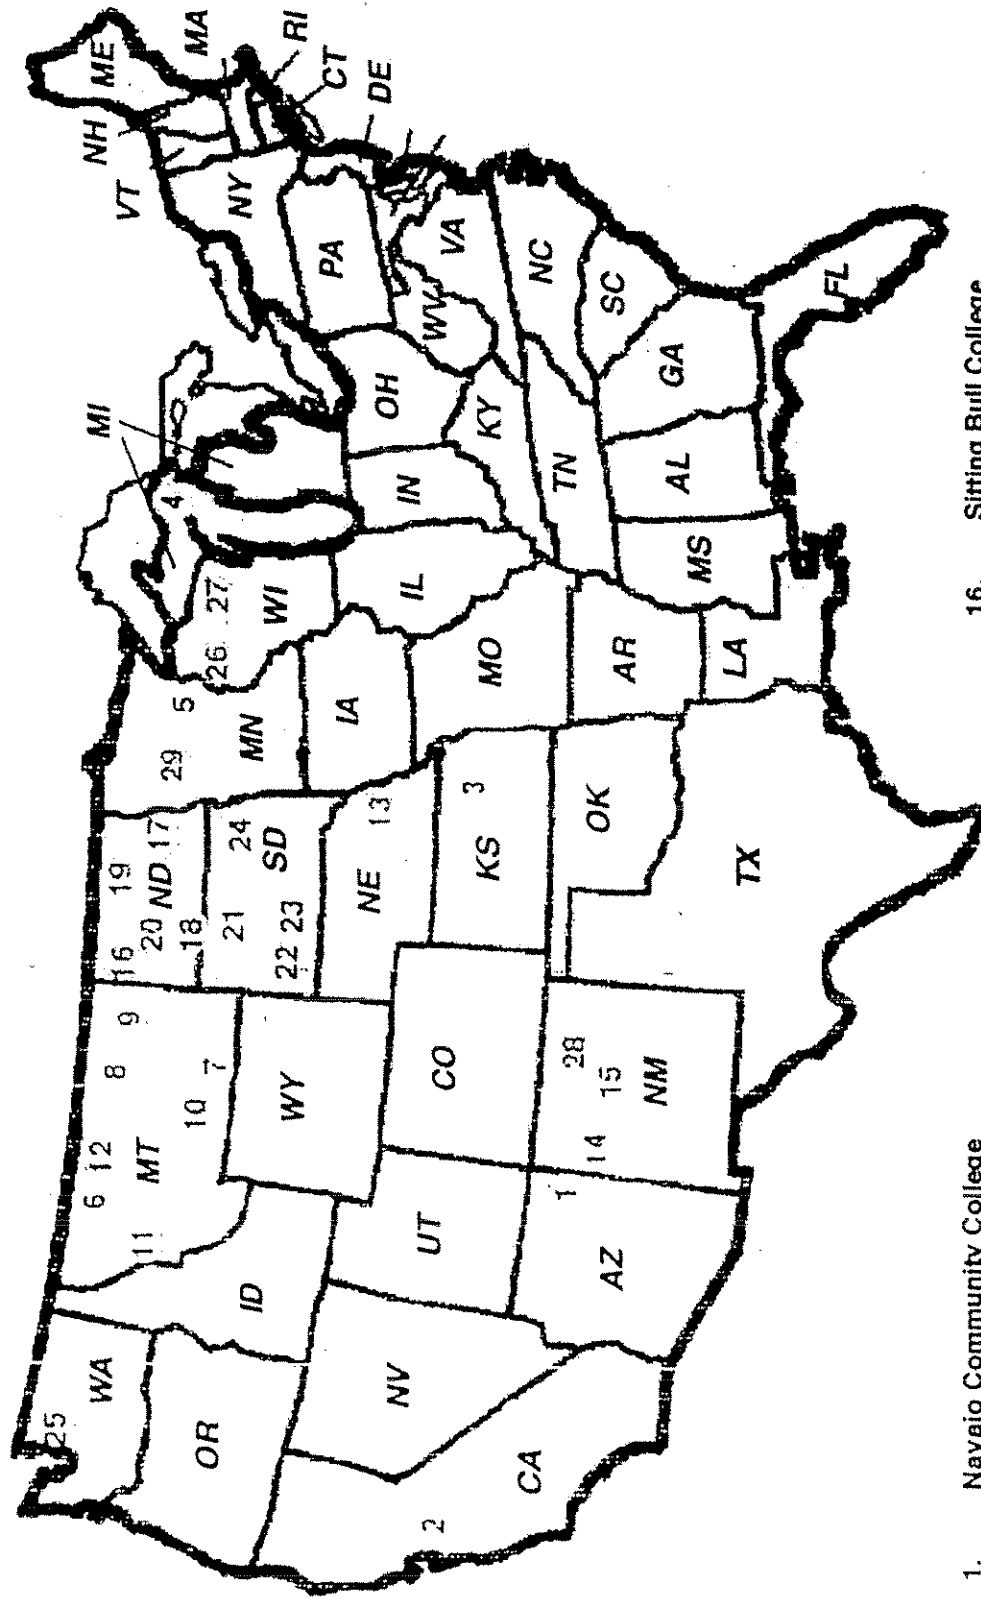 ME
VT NH MA
RI
CT
DE
NY
PA
MI
4
WA 25
OR
ID
MT
6 12
8
9
11
10
7
16
19
20
ND 17
18
21
24
SD
22 23
29
5
MN
26 27
WI
WY
NE
13
IA
IL
IN
OH
WV
VA
NV
UT
CO
KS
3
MO
KY
NC
TN
SC
CA
2
AZ
1
14
15
28
NM
OK
AR
TX
LA
MS
AL
GA
FL
1. Navajo Community College
16. Sitting Bull College